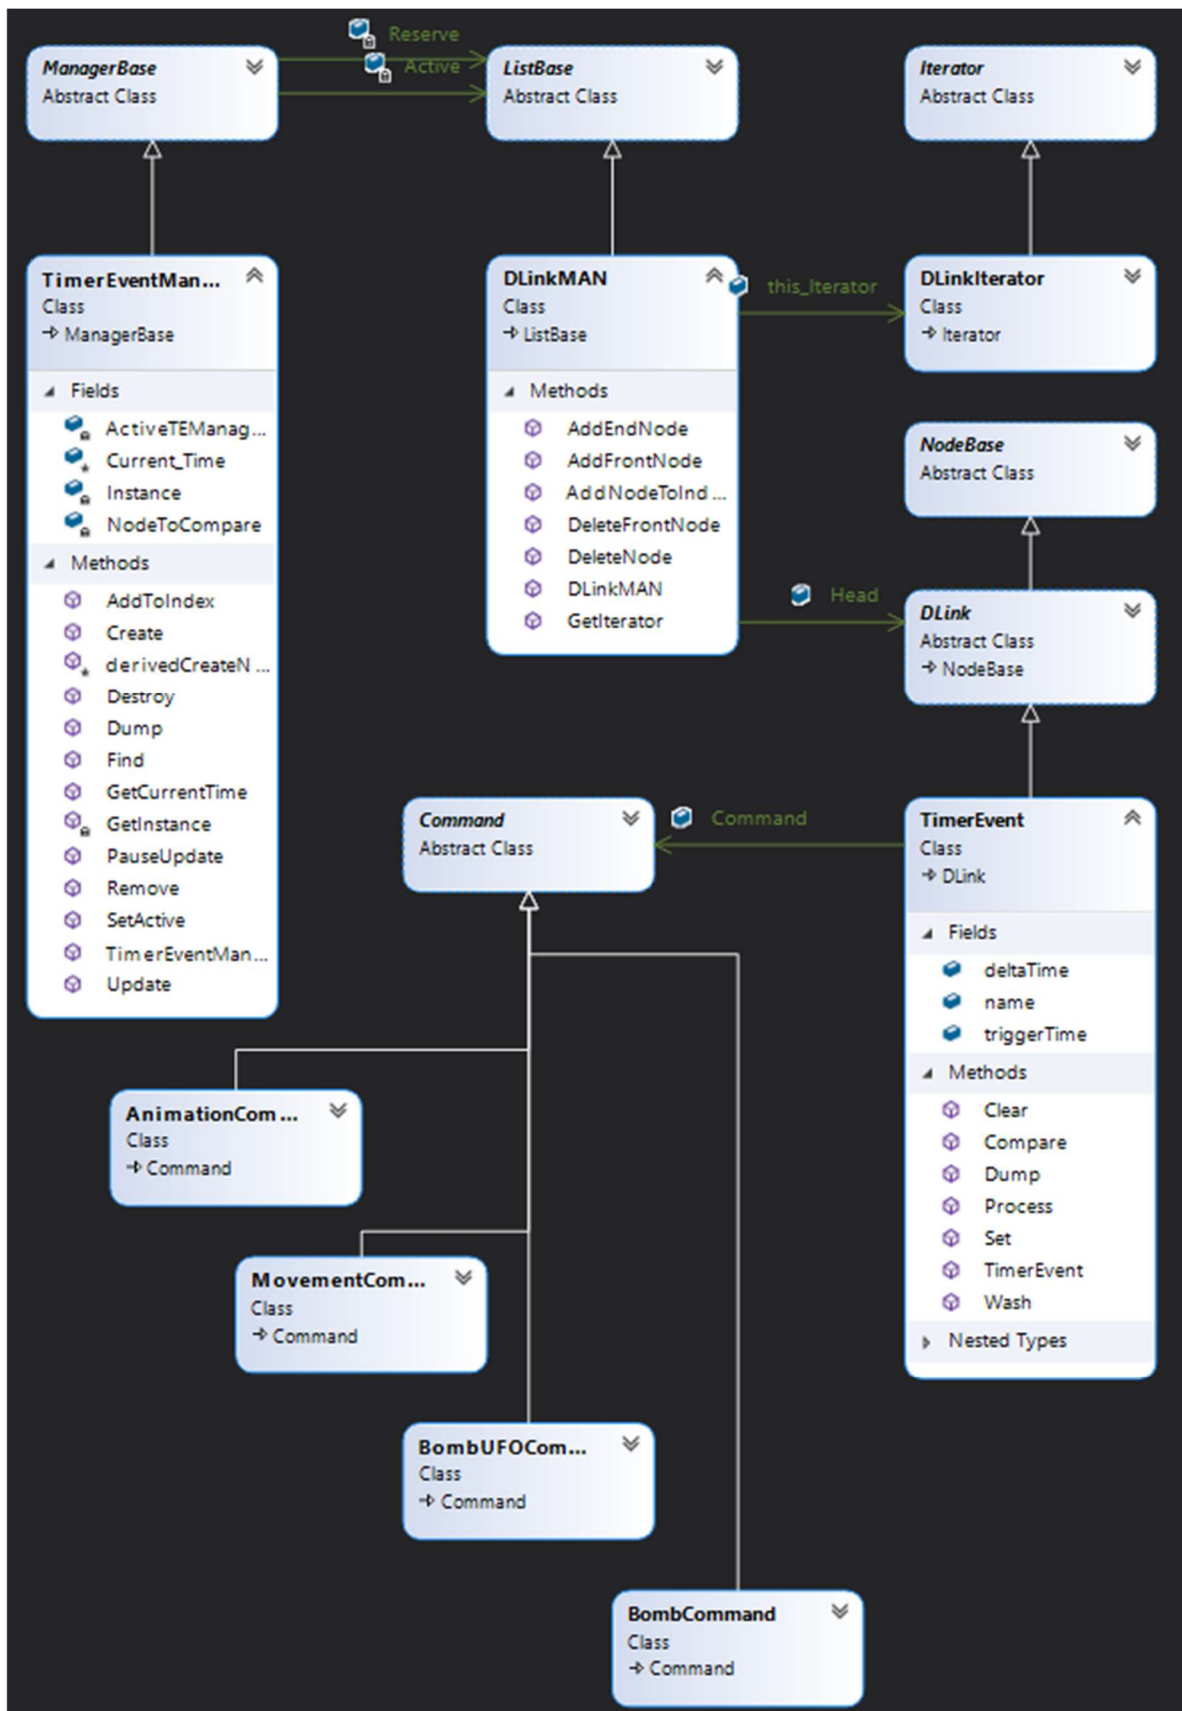 Reserve
Active
ManagerBase
Abstract Class
ListBase
Abstract Class
Iterator
Abstract Class
TimerEventMan...
Class
ManagerBase
Fields
ActiveTEManag...
Current_Time
Instance
NodeToCompare
Methods
AddToIndex
Create
derivedCreateN...
Destroy
Dump
Find
GetCurrentTime
GetInstance
PauseUpdate
Remove
SetActive
TimerEventMan...
Update
DLinkMAN
Class
ListBase
Methods
AddEndNode
AddFrontNode
AddNodeToInd...
DeleteFrontNode
DeleteNode
DLinkMAN
GetIterator
this_Iterator
DLinkIterator
Class
Iterator
NodeBase
Abstract Class
Head
DLink
Abstract Class
NodeBase
Command
Abstract Class
Command
TimerEvent
Class
DLink
Fields
deltaTime
name
triggerTime
Methods
Clear
Compare
Dump
Process
Set
TimerEvent
Wash
Nested Types
AnimationCom...
Class
Command
MovementCom...
Class
Command
BombUFOCom...
Class
Command
BombCommand
Class
Command